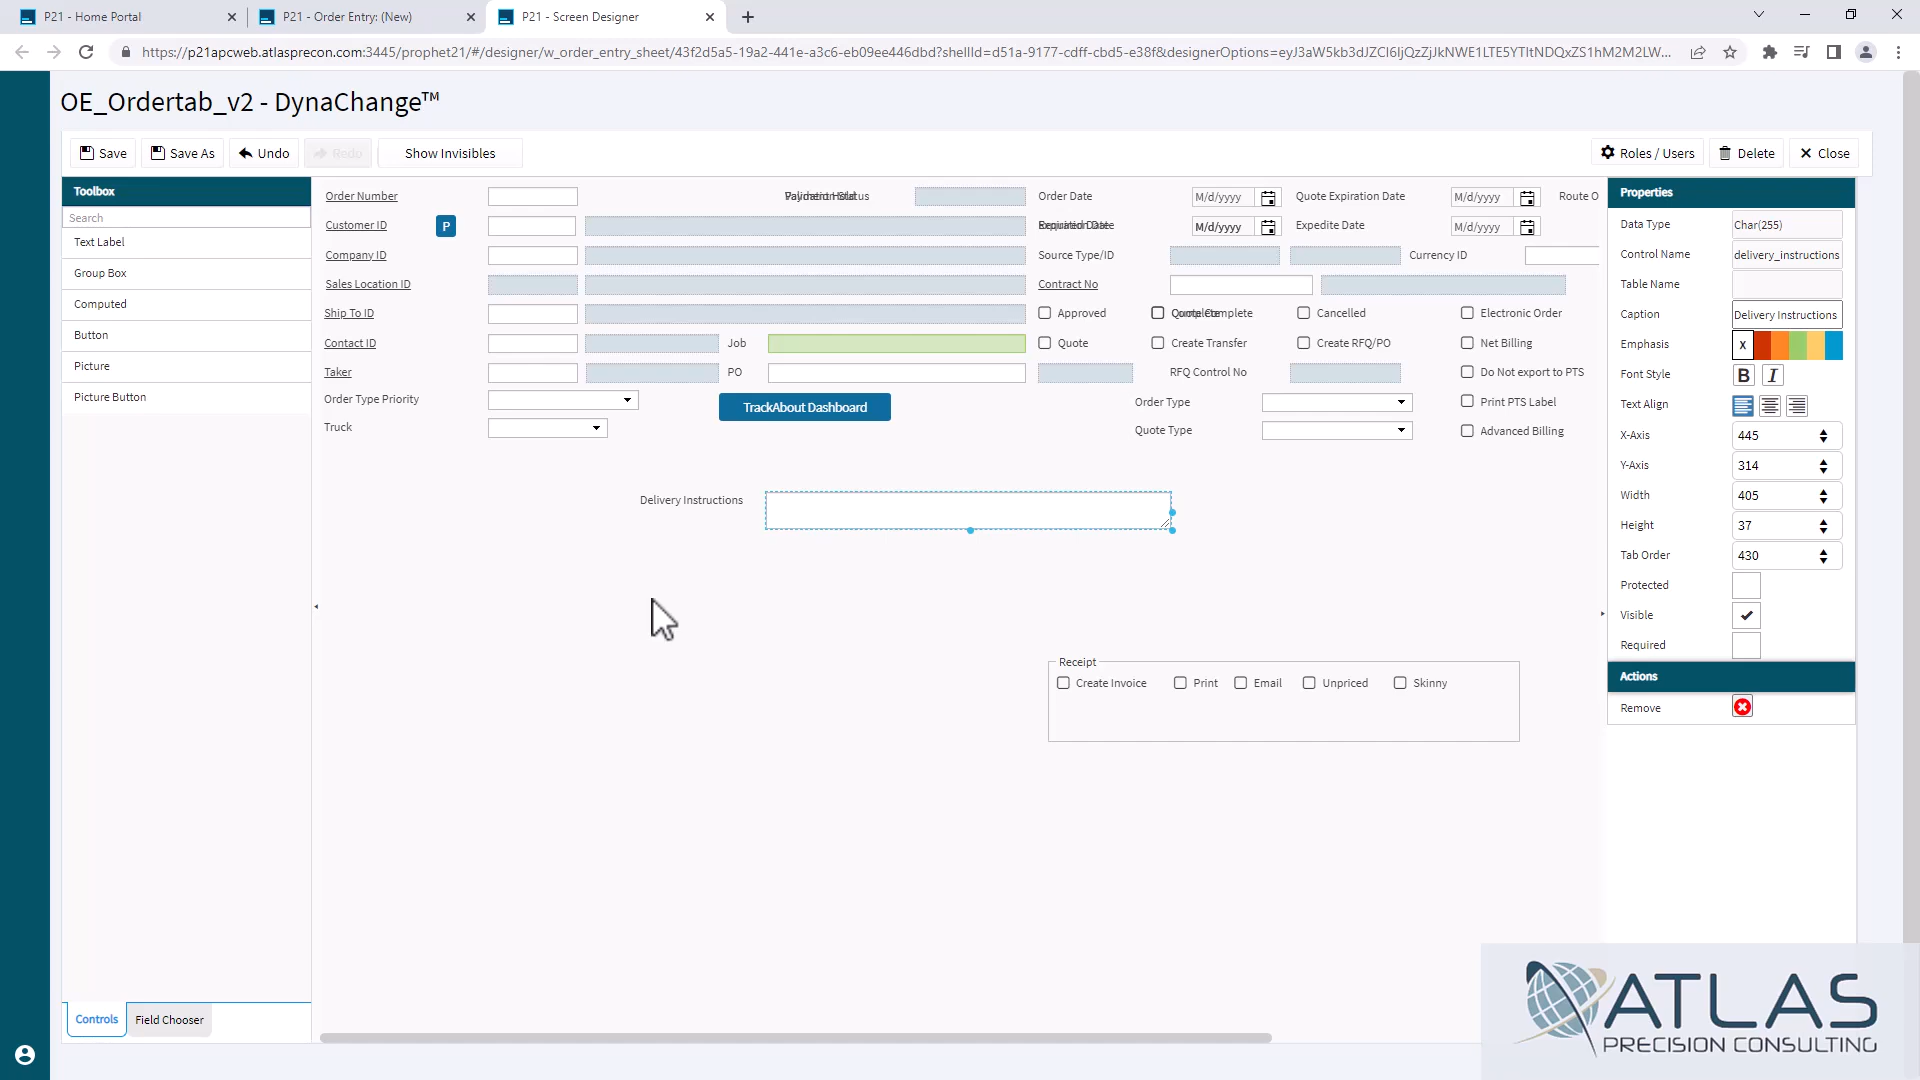 P21 - Home Portal
P21 - Order Entry: (New)
P21 - Screen Designer
https://p21apcweb.atlasprecon.com:3445/prophet21/#/designer/w_order_entry_sheet/43f2d5a5-19a2-441e-a3c6-eb09ee446dbd?shellId=d51a-9177-cdff-cbd5-e38f&designerOptions=eyJ3aW5kb3dJZCI6IjQzZjJkNWE1LTE5YTItNDQxZS1hM2M2LW...
OE_Ordertab_v2 - DynaChange™
Save
Save As
Undo
Redo
Show Invisibles
Roles / Users
Delete
Close
Toolbox
Search
Text Label
Group Box
Computed
Button
Picture
Picture Button
Controls
Field Chooser
Order Number
Order Date
M/d/yyyy
Quote Expiration Date
M/d/yyyy
Route O
Customer ID
P
M/d/yyyy
Expedite Date
M/d/yyyy
Company ID
Source Type/ID
Currency ID
Sales Location ID
Contract No
Ship To ID
Approved
Cancelled
Electronic Order
Contact ID
Job
Quote
Create Transfer
Create RFQ/PO
Net Billing
Taker
PO
RFQ Control No
Do Not export to PTS
Order Type Priority
TrackAbout Dashboard
Order Type
Print PTS Label
Truck
Quote Type
Advanced Billing
Delivery Instructions
Receipt
Create Invoice
Print
Email
Unpriced
Skinny
Properties
Data Type
Char(255)
Control Name
delivery_instructions
Table Name
Caption
Delivery Instructions
Emphasis
X
Font Style
B
I
Text Align
X-Axis
445
Y-Axis
314
Width
405
Height
37
Tab Order
430
Protected
Visible
Required
Actions
Remove
ATLAS
PRECISION CONSULTING